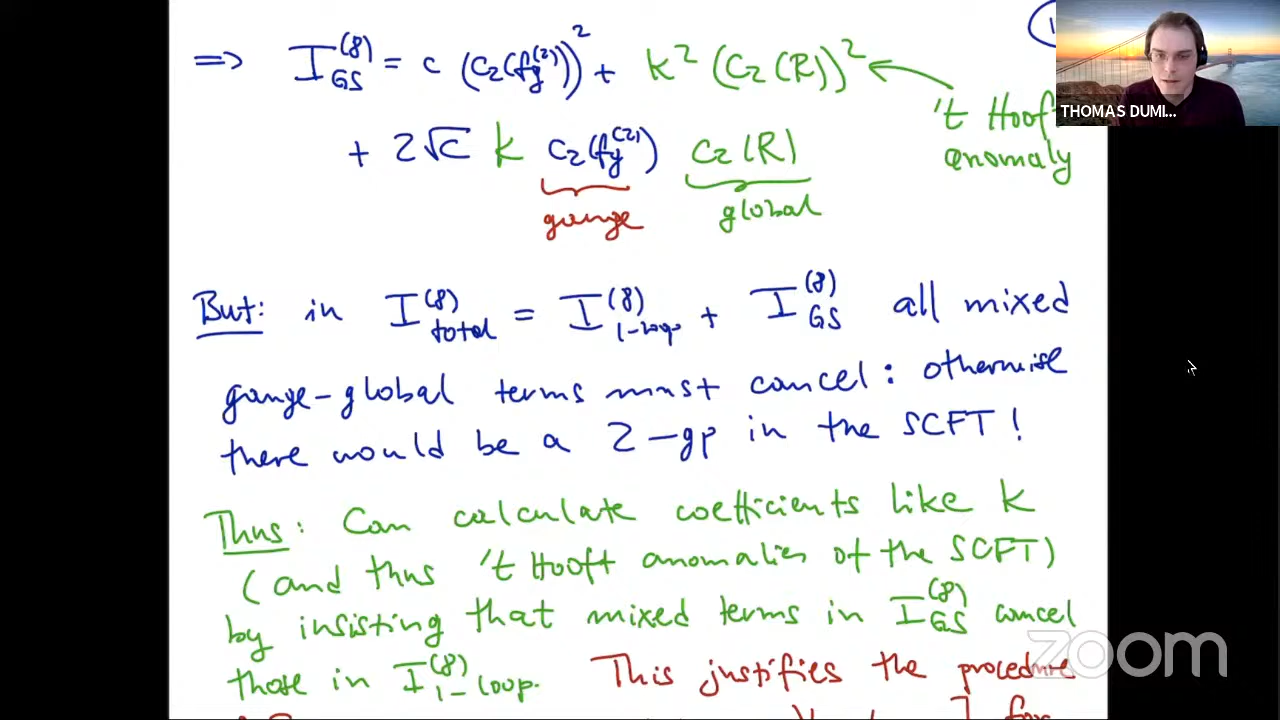 ⇒ I_GS^(8) = c (c₂(f_y^(2)))² + k² (c₂(R))²
't Hooft
anomaly
+ 2√c k c₂(f_y^(2)) c₂(R)
gauge global
But: in I_total^(8) = I_1-loop^(8) + I_GS^(8) all mixed
gauge-global terms must cancel: otherwise
there would be a 2-gp in the SCFT!
Thus: Can calculate coefficients like k
(and thus 't Hooft anomalies of the SCFT)
by insisting that mixed terms in I_GS^(8) cancel
those in I_1-loop^(8). This justifies the procedure
THOMAS DUMI...
zoom